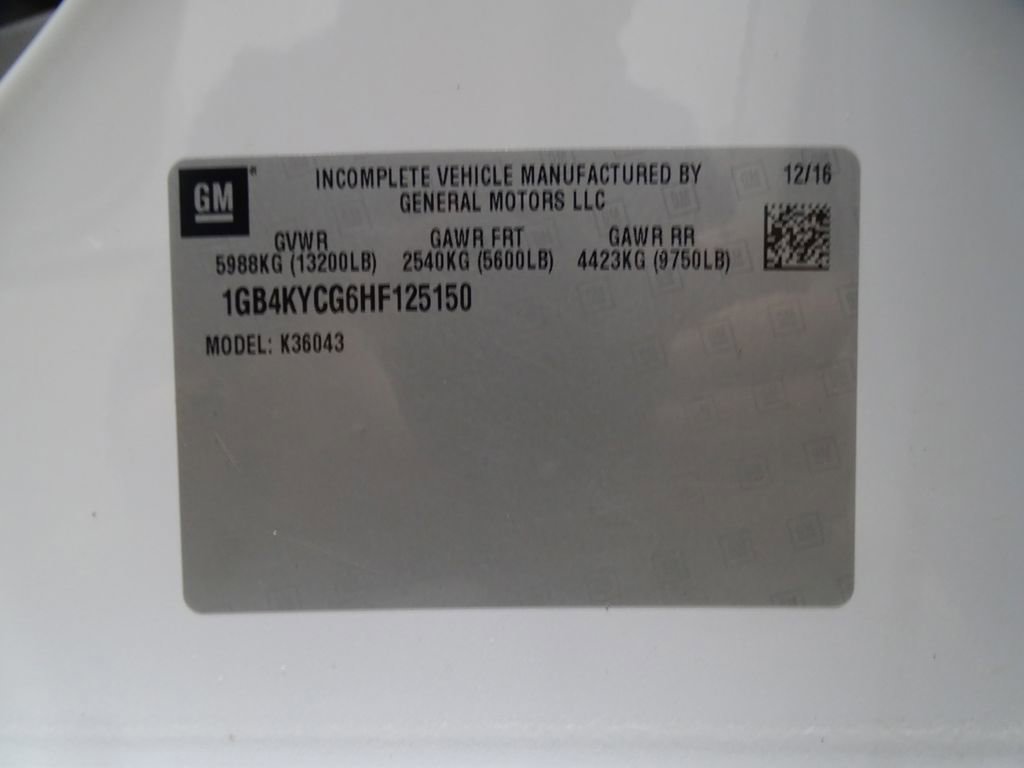 GM®
INCOMPLETE VEHICLE MANUFACTURED BY
GENERAL MOTORS LLC
12/16
GVWR GAWR FRT GAWR RR
5988KG (13200LB) 2540KG (5600LB) 4423KG (9750LB)
1GB4KYCG6HF125150
MODEL: K36043